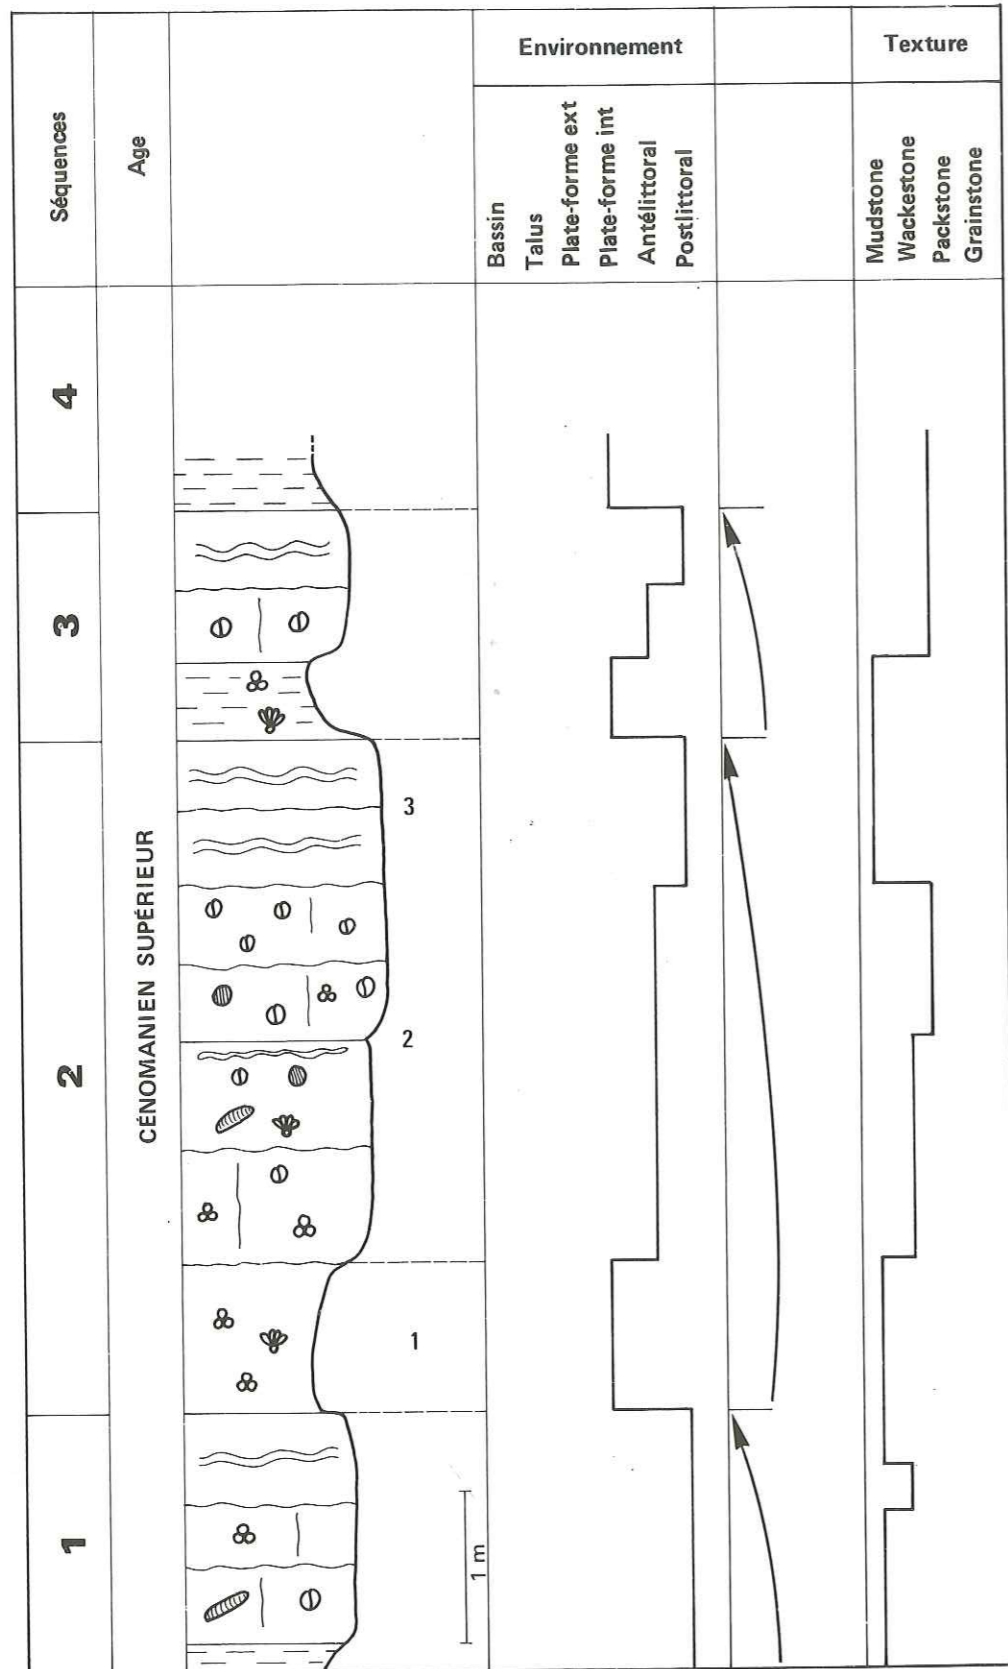 Séquences
Age
Environnement
Texture
Bassin
Talus
Plate-forme ext
Plate-forme int
Antélittoral
Postlittoral
Mudstone
Wackestone
Packstone
Grainstone
4
3
2
1
CÉNOMANIEN SUPÉRIEUR
3
2
1
1 m